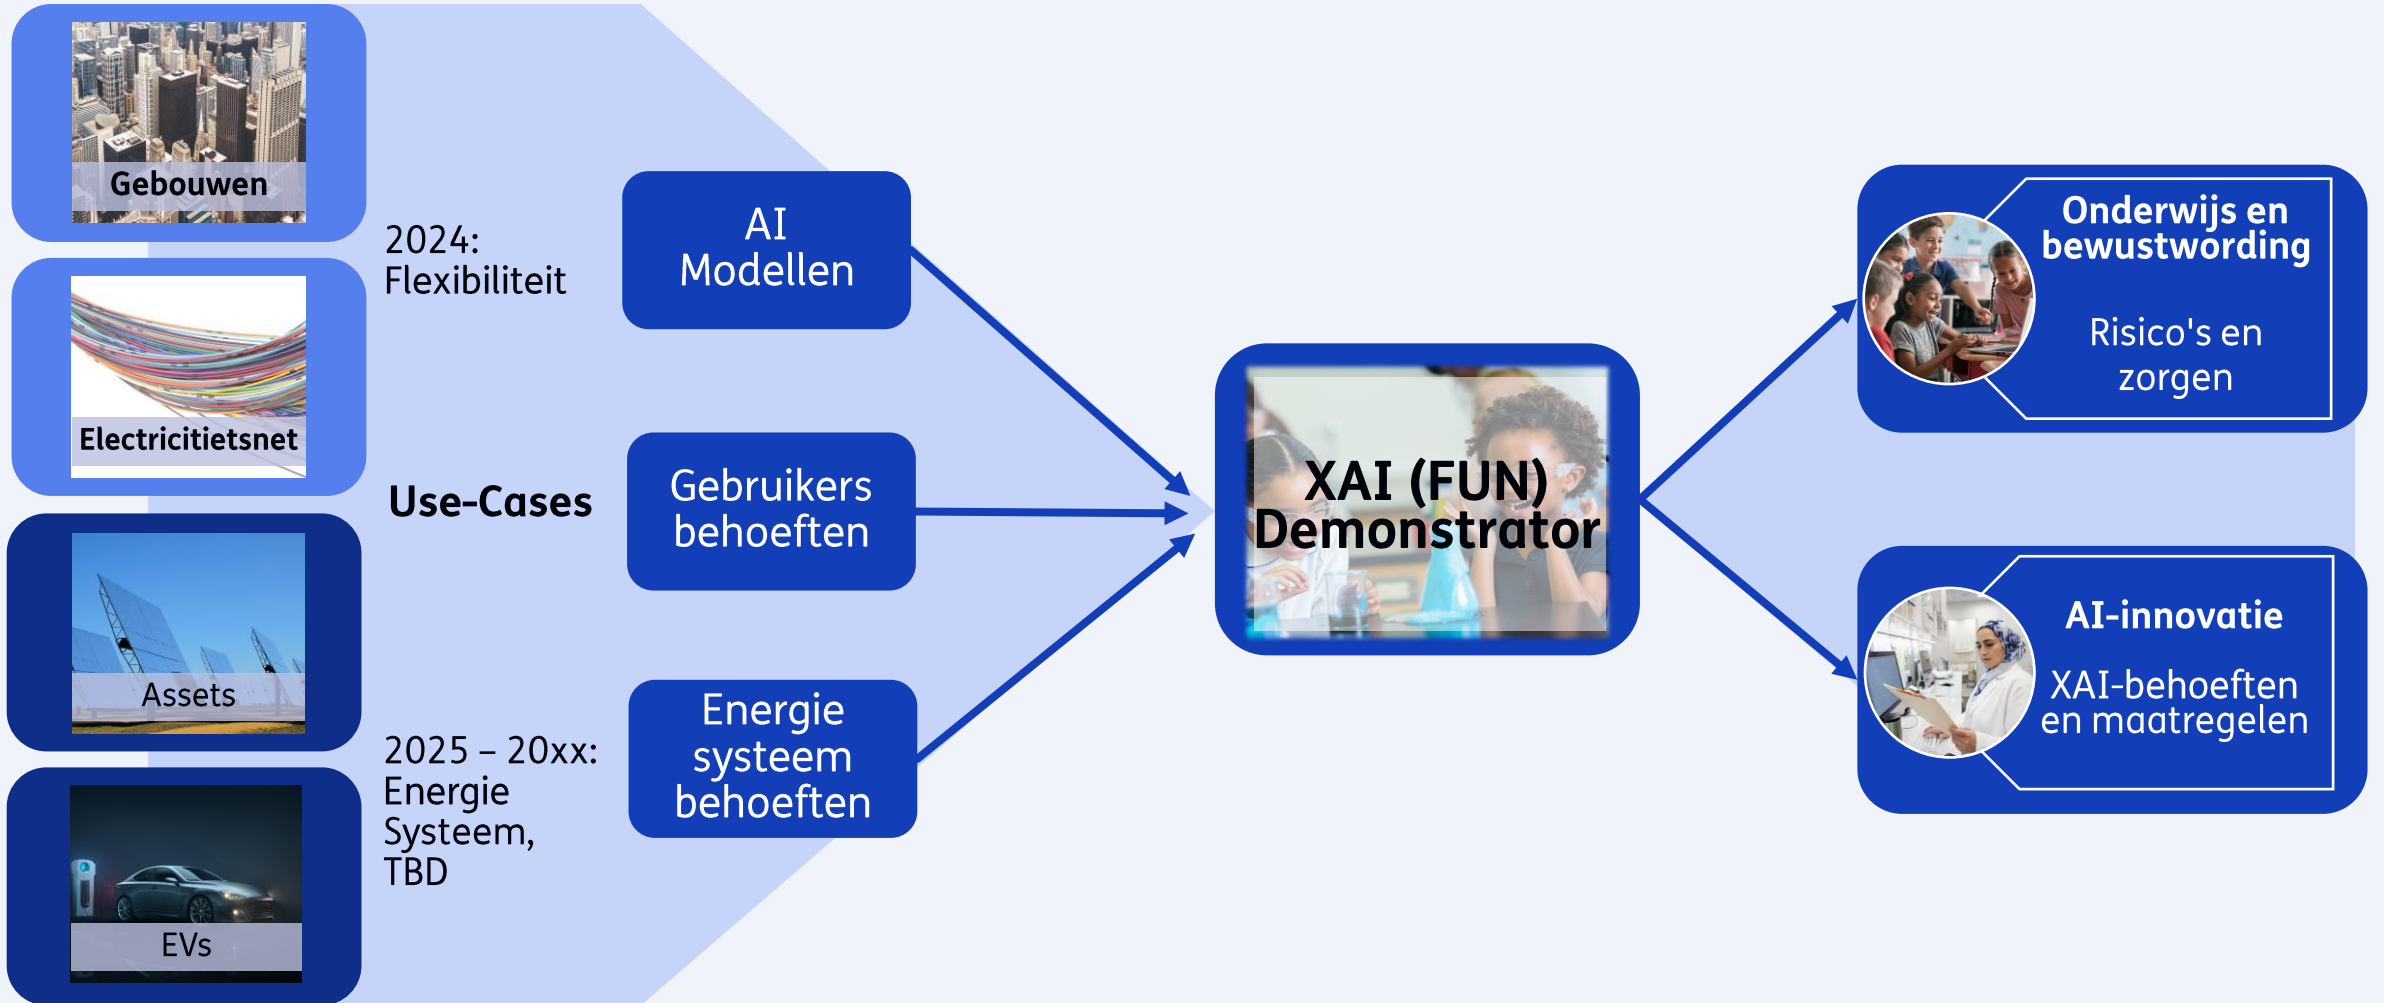 Gebouwen
Electricitietsnet
Assets
EVs
2024:
Flexibiliteit
Use-Cases
2025 – 20xx:
Energie
Systeem,
TBD
AI
Modellen
Gebruikers
behoeften
Energie
systeem
behoeften
XAI (FUN)
Demonstrator
Onderwijs en
bewustwording
Risico's en
zorgen
AI-innovatie
XAI-behoeften
en maatregelen